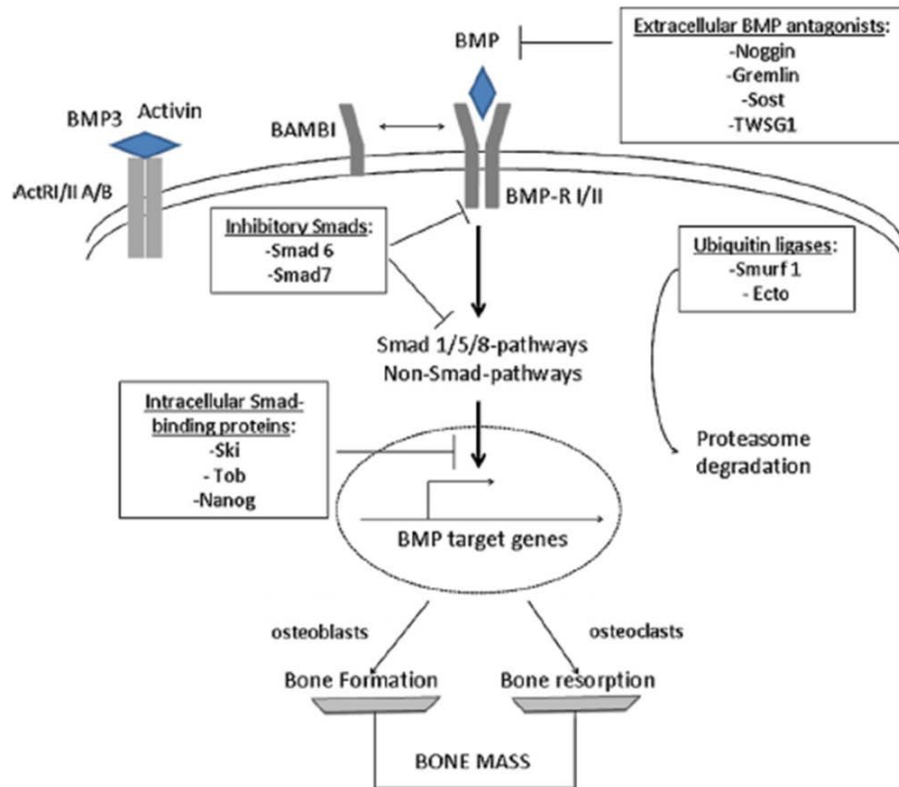 BMP
Extracellular BMP antagonists:
-Noggin
-Gremlin
-Sost
-TWSG1
BMP3 Activin
BAMBI
ActRI/II A/B
BMP-R I/II
Inhibitory Smads:
-Smad 6
-Smad7
Ubiquitin ligases:
-Smurf 1
- Ecto
Smad 1/5/8-pathways
Non-Smad-pathways
Intracellular Smad-
binding proteins:
-Ski
- Tob
-Nanog
Proteasome
degradation
BMP target genes
osteoblasts
osteoclasts
Bone Formation
Bone resorption
BONE MASS